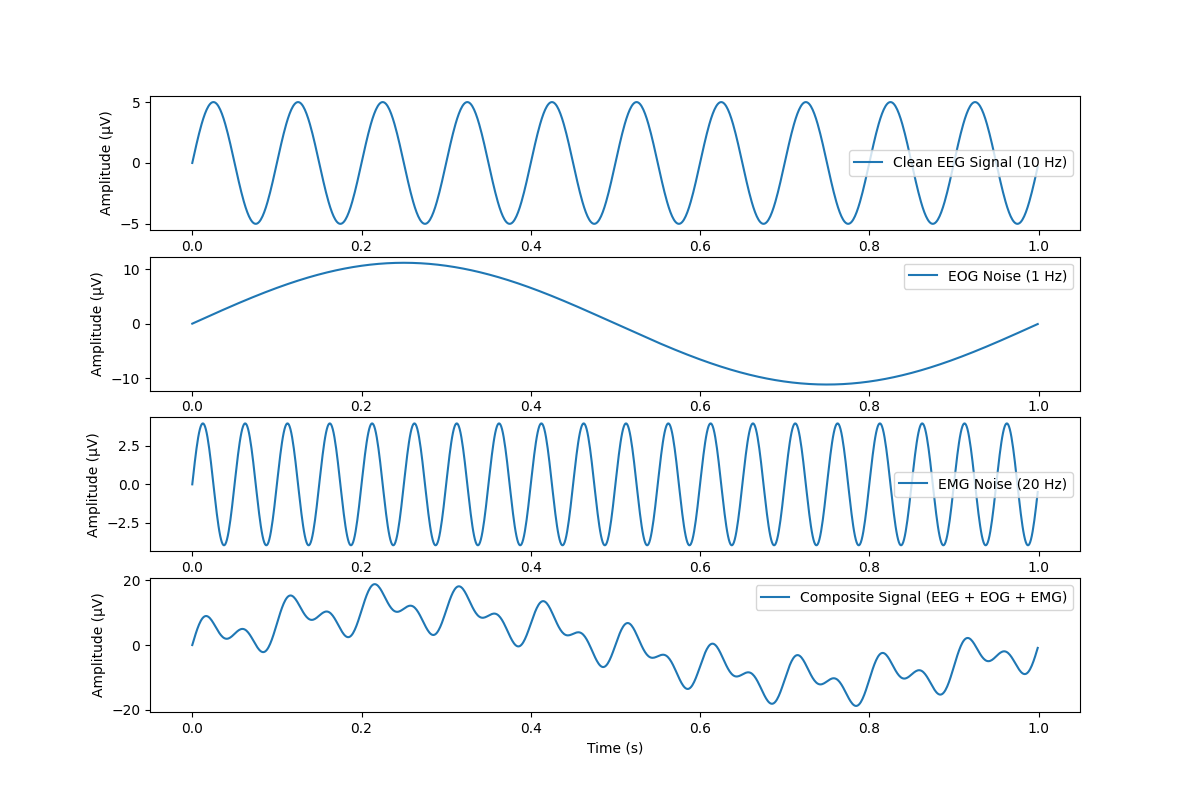 Amplitude (µV)
5
0
−5
Clean EEG Signal (10 Hz)
0.0 0.2 0.4 0.6 0.8 1.0
Amplitude (µV)
10
0
−10
EOG Noise (1 Hz)
0.0 0.2 0.4 0.6 0.8 1.0
Amplitude (µV)
2.5
0.0
−2.5
EMG Noise (20 Hz)
0.0 0.2 0.4 0.6 0.8 1.0
Amplitude (µV)
20
0
−20
Composite Signal (EEG + EOG + EMG)
0.0 0.2 0.4 0.6 0.8 1.0
Time (s)